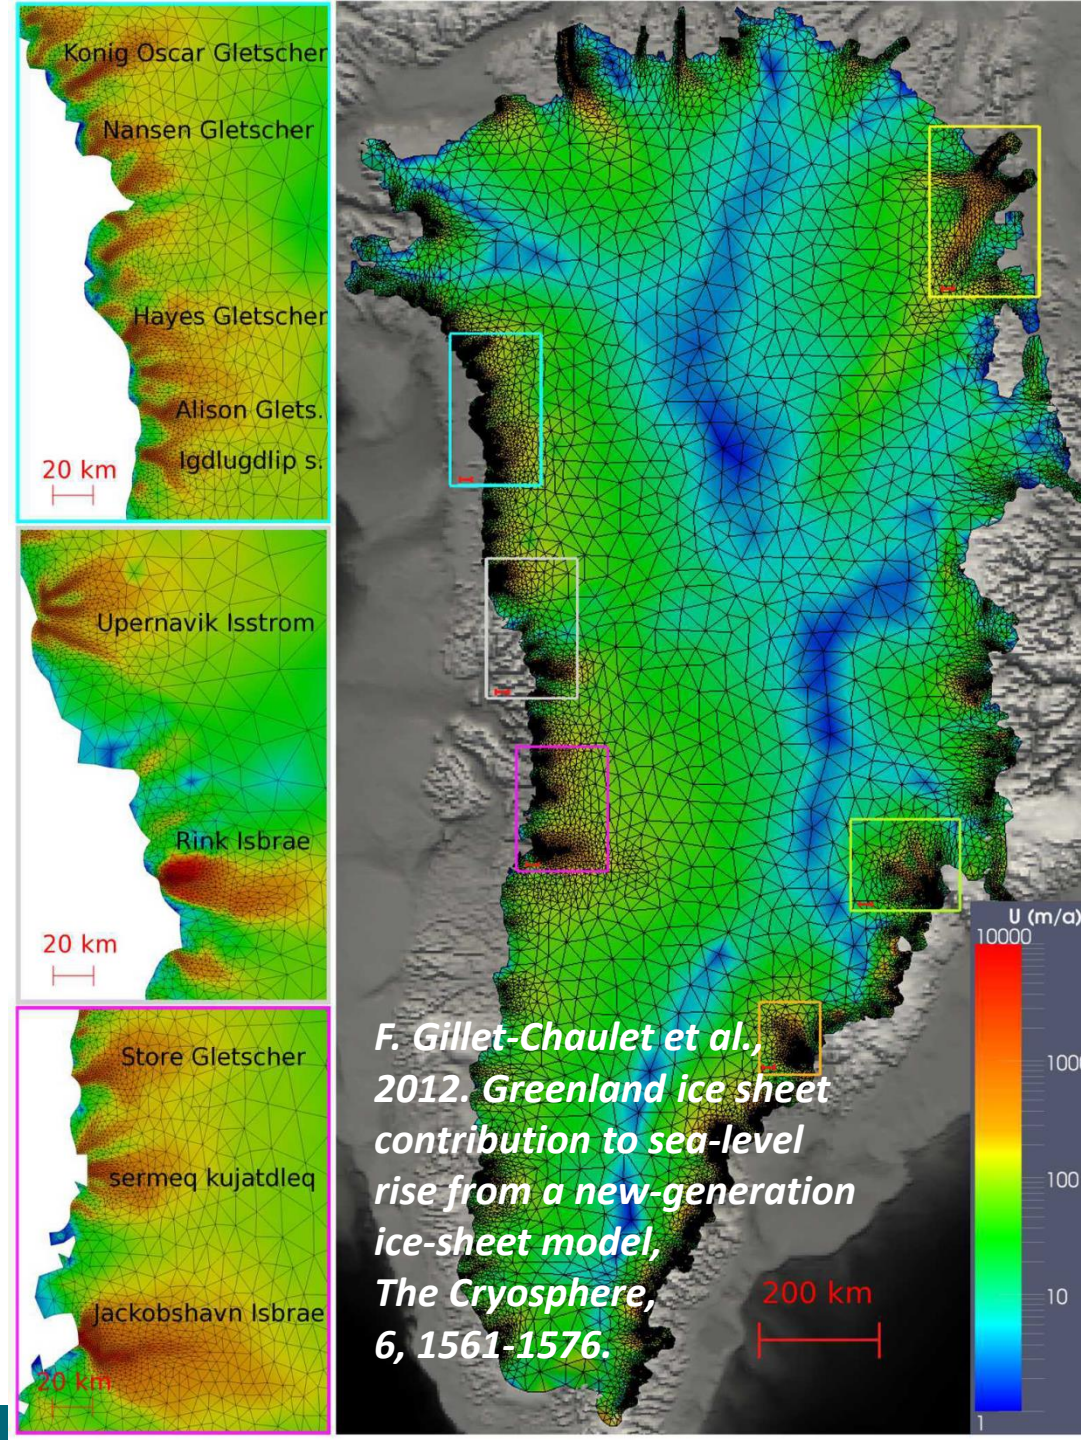 Konig Oscar Gletscher
Nansen Gletscher
Hayes Gletscher
Alison Glets.
Igdlugdlip s.
20 km
Upernavik Isstrom
Rink Isbrae
20 km
Store Gletscher
sermeq kujatdleq
Jackobshavn Isbrae
20 km
F. Gillet-Chaulet et al.,
2012. Greenland ice sheet
contribution to sea-level
rise from a new-generation
ice-sheet model,
The Cryosphere,
6, 1561-1576.
200 km
U (m/a)
10000
1000
100
10
1